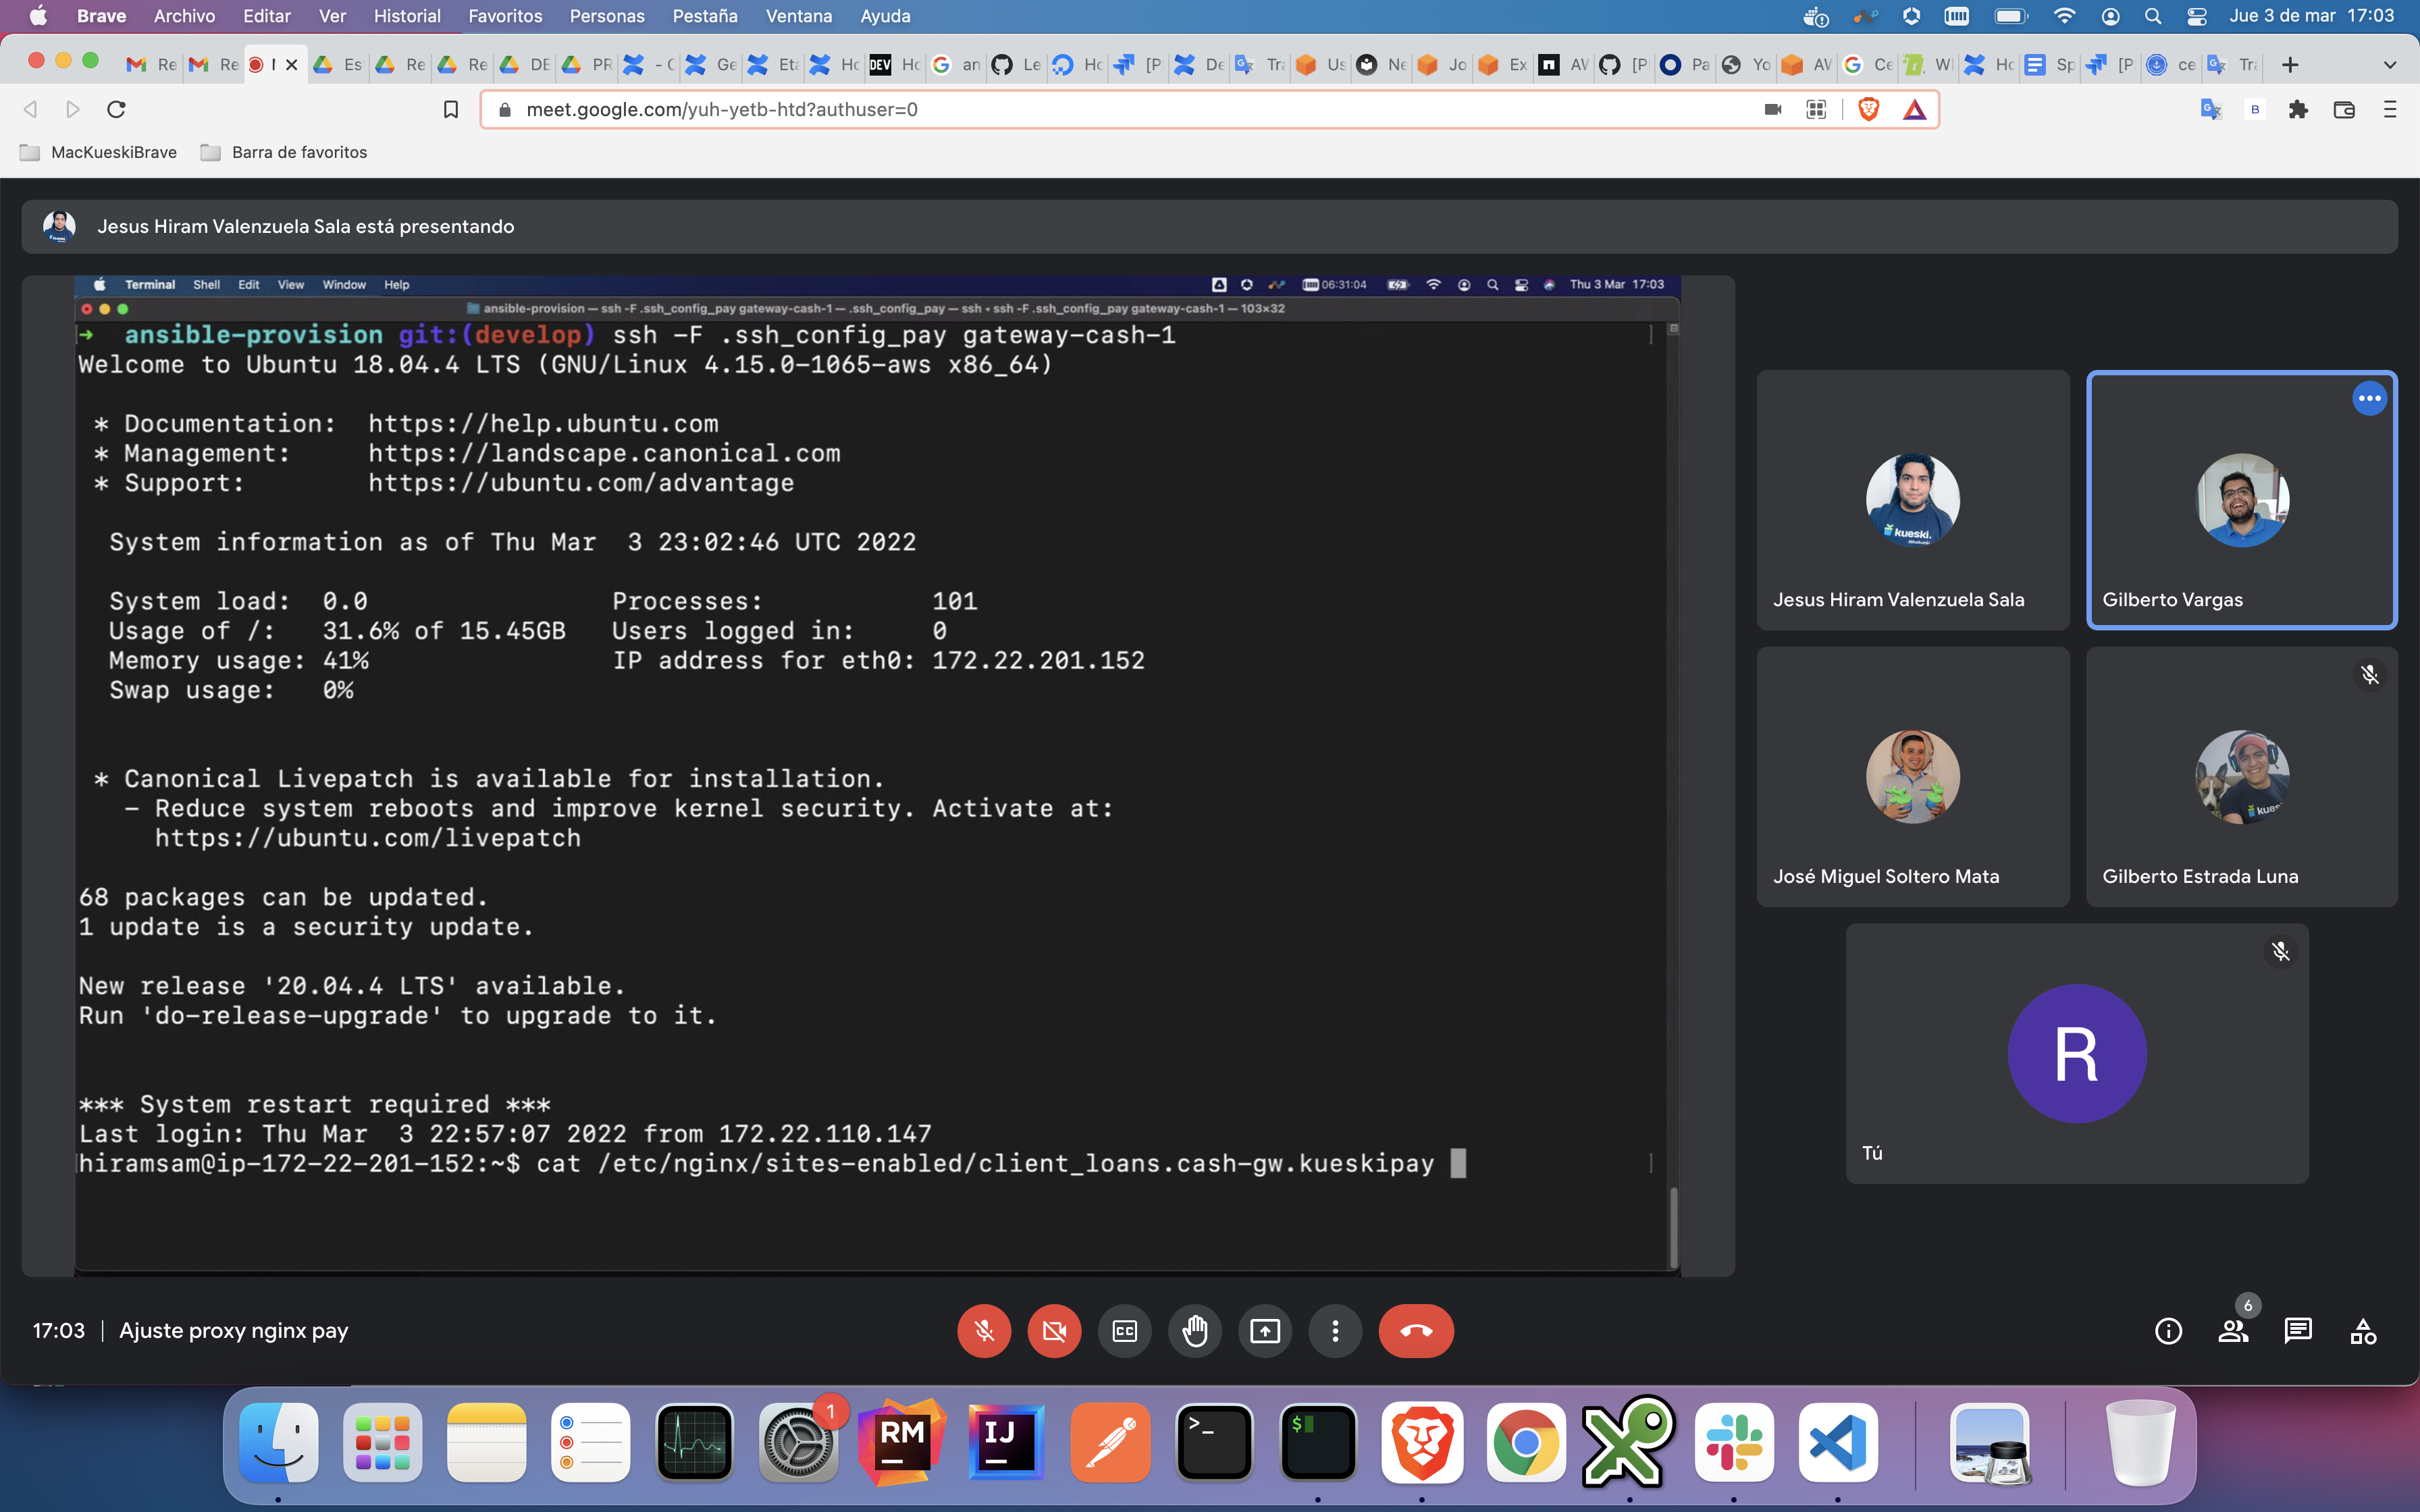 Brave Archivo Editar Ver Historial Favoritos Personas Pestaña Ventana Ayuda
Jue 3 de mar 17:03
Re Re Es Re Re DE PR Ge Eta Ho DEV Ho an Le Ho [P De Tra Us Ne Jo Ex AV [P Pa Yo AV Ce W Ho Sp [P ce Tra
meet.google.com/yuh-yetb-htd?authuser=0
MacKueskiBrave Barra de favoritos
Jesus Hiram Valenzuela Sala está presentando
Terminal Shell Edit View Window Help
06:31:04 Thu 3 Mar 17:03
ansible-provision — ssh -F .ssh_config_pay gateway-cash-1 — .ssh_config_pay — ssh ‹ ssh -F .ssh_config_pay gateway-cash-1 — 103×32
➜ ansible-provision git:(develop) ssh -F .ssh_config_pay gateway-cash-1
Welcome to Ubuntu 18.04.4 LTS (GNU/Linux 4.15.0-1065-aws x86_64)
* Documentation: https://help.ubuntu.com
* Management: https://landscape.canonical.com
* Support: https://ubuntu.com/advantage
System information as of Thu Mar 3 23:02:46 UTC 2022
System load: 0.0 Processes: 101
Usage of /: 31.6% of 15.45GB Users logged in: 0
Memory usage: 41% IP address for eth0: 172.22.201.152
Swap usage: 0%
* Canonical Livepatch is available for installation.
- Reduce system reboots and improve kernel security. Activate at:
https://ubuntu.com/livepatch
68 packages can be updated.
1 update is a security update.
New release '20.04.4 LTS' available.
Run 'do-release-upgrade' to upgrade to it.
*** System restart required ***
Last login: Thu Mar 3 22:57:07 2022 from 172.22.110.147
hiramsam@ip-172-22-201-152:~$ cat /etc/nginx/sites-enabled/client_loans.cash-gw.kueskipay
kueski.
Jesus Hiram Valenzuela Sala
Gilberto Vargas
José Miguel Soltero Mata
Gilberto Estrada Luna
R
Tú
17:03 | Ajuste proxy nginx pay
6
1
RM
IJ